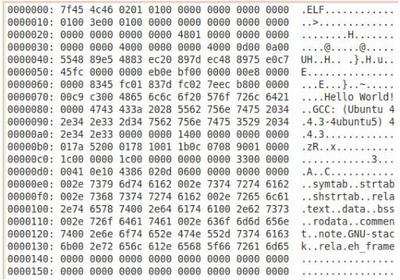 0000000: 7f45 4c46 0201 0100 0000 0000 0000 0000 .ELF............
0000010: 0100 3e00 0100 0000 0000 0000 0000 0000 ..>.............
0000020: 0000 0000 0000 0000 4801 0000 0000 0000 ........H.......
0000030: 0000 0000 4000 0000 0000 4000 0d00 0a00 ....@.....@.....
0000040: 5548 89e5 4883 ec20 897d ec48 8975 e0c7 UH..H.. .}.H.u..
0000050: 45fc 0000 0000 eb0e bf00 0000 00e8 0000 E...............
0000060: 0000 8345 fc01 837d fc02 7eec b800 0000 ...E...}..~.....
0000070: 00c9 c300 4865 6c6c 6f20 576f 726c 6421 ....Hello World!
0000080: 0000 4743 433a 2028 5562 756e 7475 2034 ..GCC: (Ubuntu 4
0000090: 2e34 2e33 2d34 7562 756e 7475 3529 2034 .4.3-4ubuntu5) 4
00000a0: 2e34 2e33 0000 0000 1400 0000 0000 0000 .4.3............
00000b0: 017a 5200 0178 1001 1b0c 0708 9001 0000 .zR..x..........
00000c0: 1c00 0000 1c00 0000 0000 0000 3300 0000 ............3...
00000d0: 0041 0e10 4386 020d 0600 0000 0000 0000 .A..C...........
00000e0: 002e 7379 6d74 6162 002e 7374 7274 6162 ..symtab..strtab
00000f0: 002e 7368 7374 7274 6162 002e 7265 6c61 ..shstrtab..rela
0000100: 2e74 6578 7400 2e64 6174 6100 2e62 7373 .text..data..bss
0000110: 002e 726f 6461 7461 002e 636f 6d6d 656e ..rodata..commen
0000120: 7400 2e6e 6f74 652e 474e 552d 7374 6163 t..note.GNU-stac
0000130: 6b00 2e72 656c 612e 6568 5f66 7261 6d65 k..rela.eh_frame
0000140: 0000 0000 0000 0000 0000 0000 0000 0000 ................